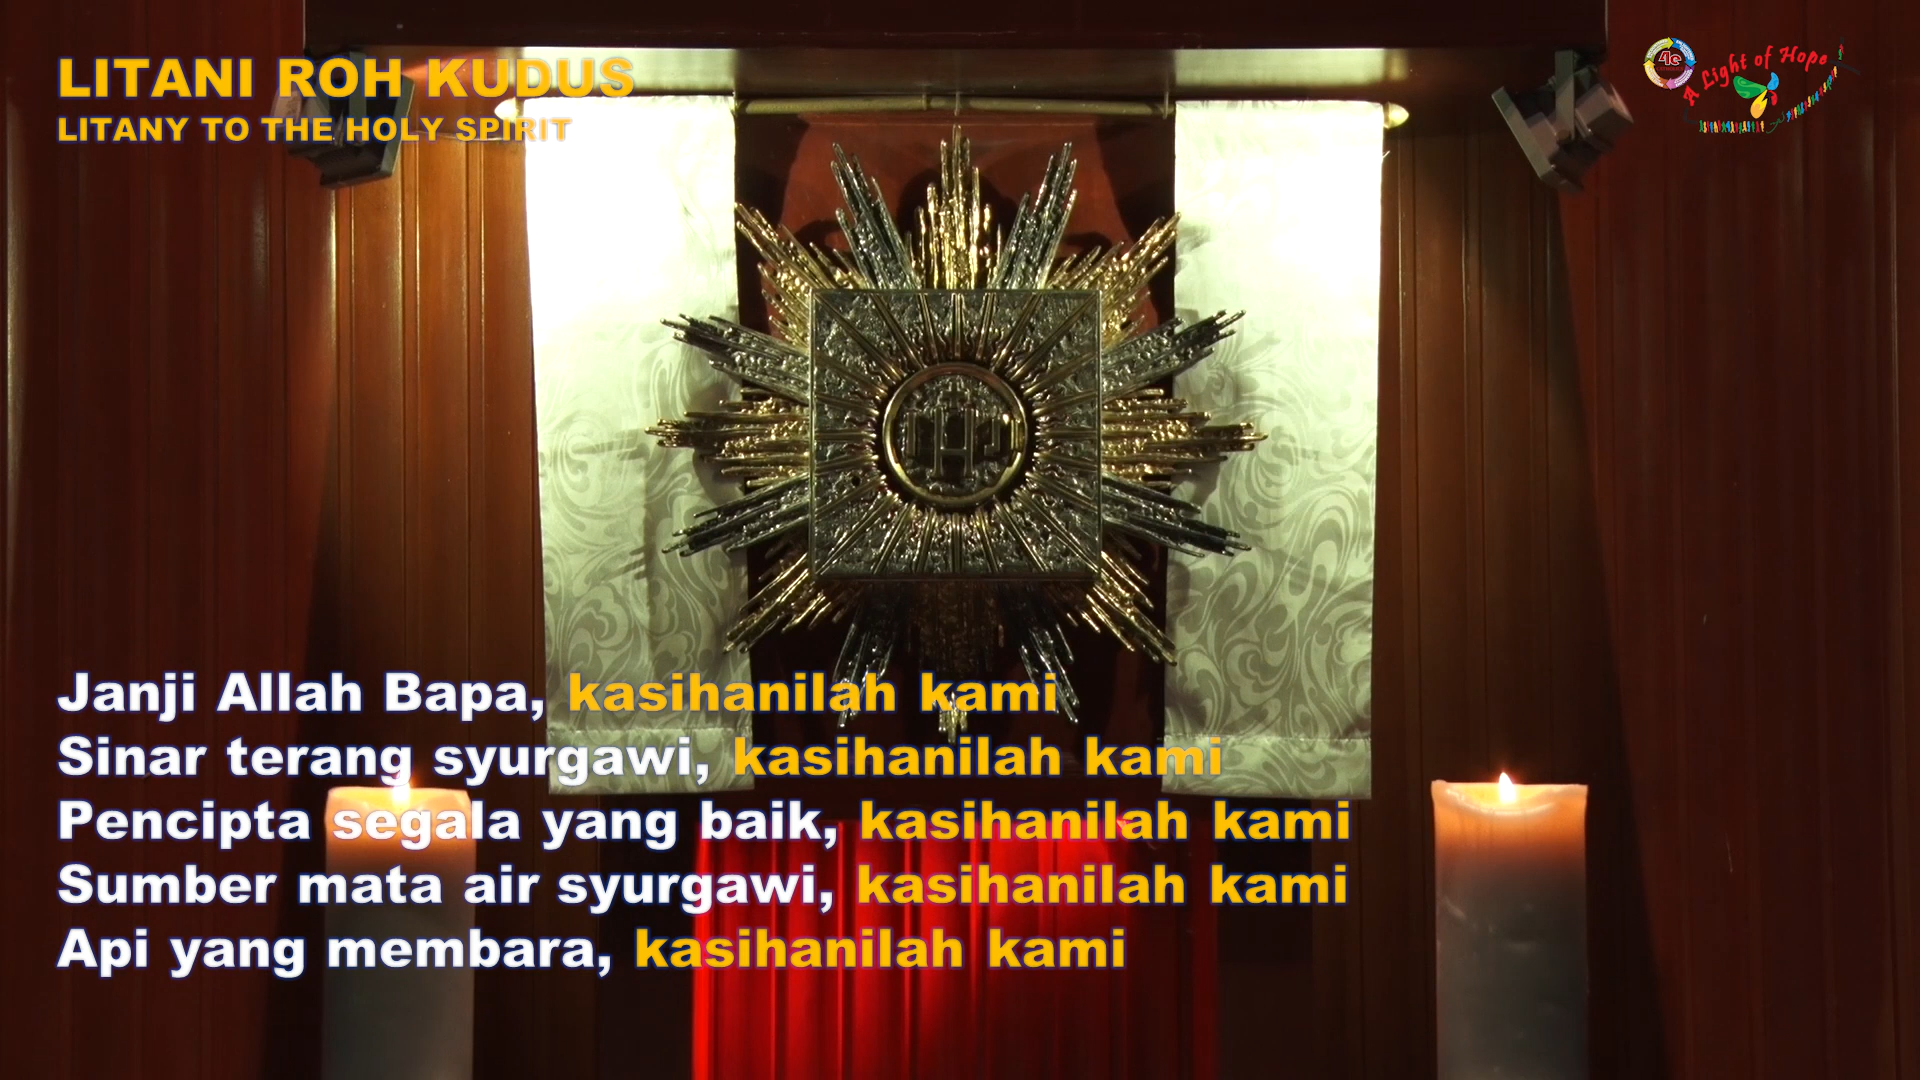 LITANI ROH KUDUS
LITANY TO THE HOLY SPIRIT
4e
A Light of Hope
IHS
Janji Allah Bapa, kasihanilah kami
Sinar terang syurgawi, kasihanilah kami
Pencipta segala yang baik, kasihanilah kami
Sumber mata air syurgawi, kasihanilah kami
Api yang membara, kasihanilah kami